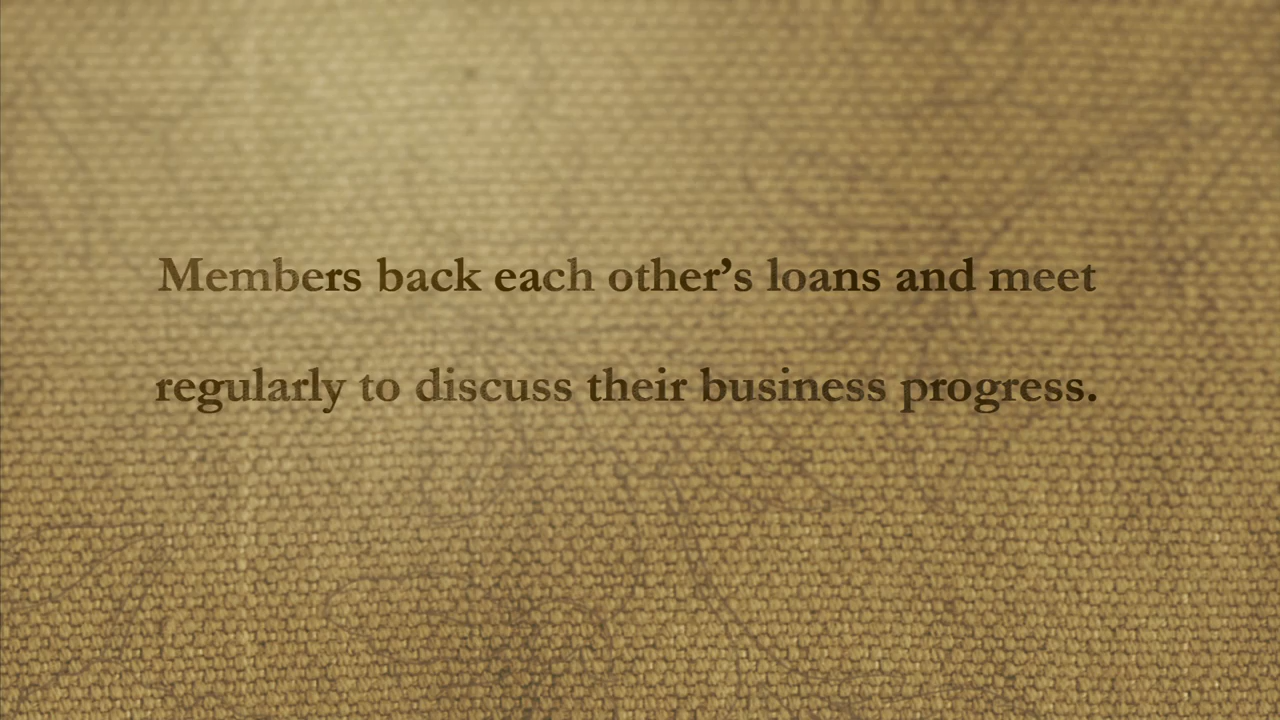 Members back each other’s loans and meet
regularly to discuss their business progress.